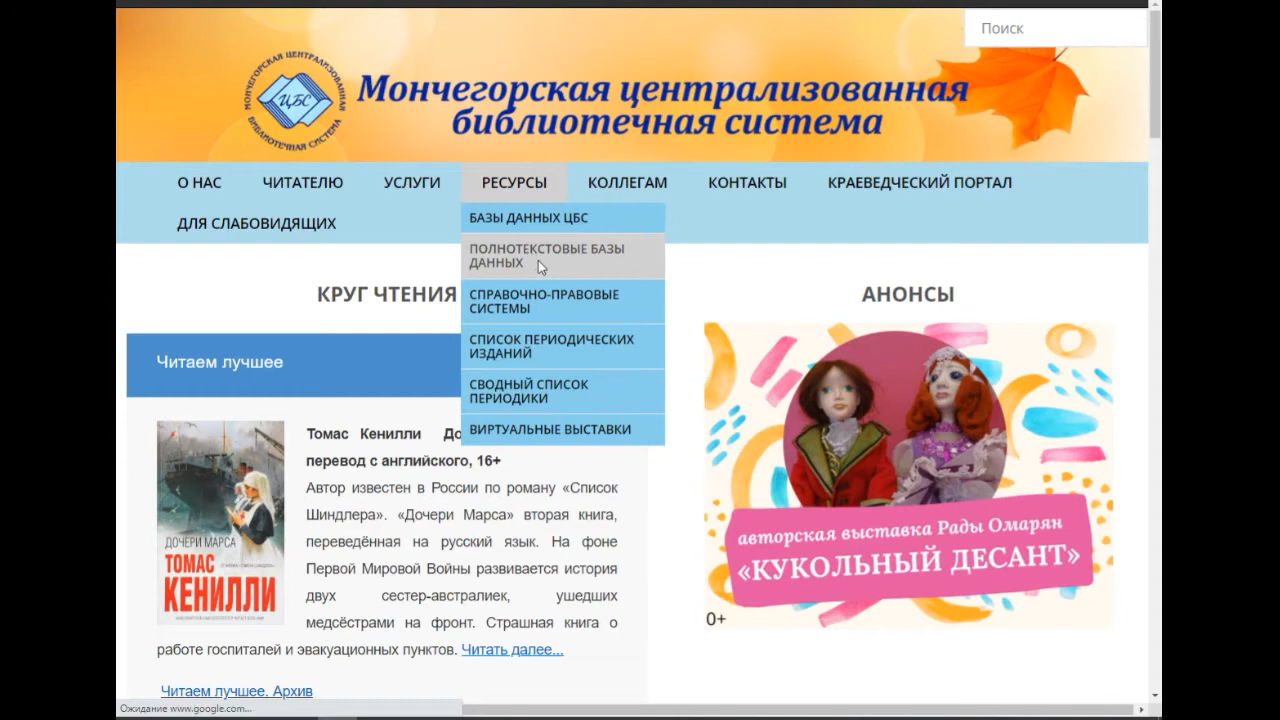 Поиск
МОНЧЕГОРСКАЯ ЦЕНТРАЛИЗОВАННАЯ
БИБЛИОТЕЧНАЯ СИСТЕМА
ЦБС
Мончегорская централизованная
библиотечная система
О НАС ЧИТАТЕЛЮ УСЛУГИ РЕСУРСЫ КОЛЛЕГАМ КОНТАКТЫ КРАЕВЕДЧЕСКИЙ ПОРТАЛ
ДЛЯ СЛАБОВИДЯЩИХ
БАЗЫ ДАННЫХ ЦБС
ПОЛНОТЕКСТОВЫЕ БАЗЫ
ДАННЫХ
СПРАВОЧНО-ПРАВОВЫЕ
СИСТЕМЫ
СПИСОК ПЕРИОДИЧЕСКИХ
ИЗДАНИЙ
СВОДНЫЙ СПИСОК
ПЕРИОДИКИ
ВИРТУАЛЬНЫЕ ВЫСТАВКИ
КРУГ ЧТЕНИЯ
Читаем лучшее
ДОЧЕРИ МАРСА
ТОМАС
КЕНИЛЛИ
Томас Кенилли До
перевод с английского, 16+
Автор известен в России по роману «Список
Шиндлера». «Дочери Марса» вторая книга,
переведённая на русский язык. На фоне
Первой Мировой Войны развивается история
двух сестер-австралиек, ушедших
медсёстрами на фронт. Страшная книга о
работе госпиталей и эвакуационных пунктов. Читать далее...
Читаем лучшее. Архив
АНОНСЫ
авторская выставка Рады Омарян
«КУКОЛЬНЫЙ ДЕСАНТ»
0+
Ожидание www.google.com...